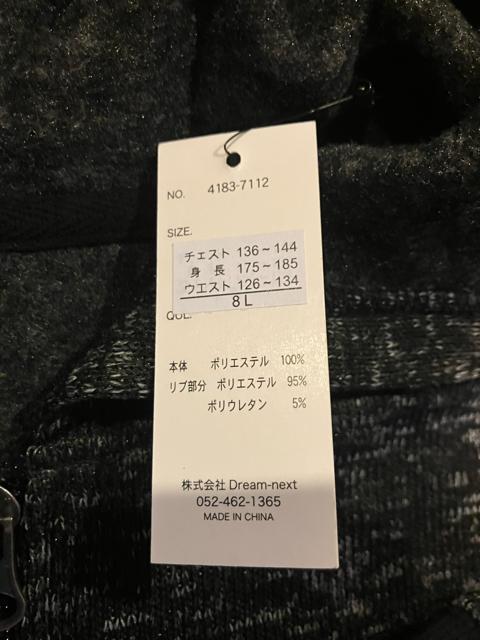 NO. 4183-7112
SIZE.
チェスト 136～144
身 長 175～185
ウエスト 126～134
8L
QUL.
本体 ポリエステル 100%
リブ部分 ポリエステル 95%
ポリウレタン 5%
株式会社 Dream-next
052-462-1365
MADE IN CHINA